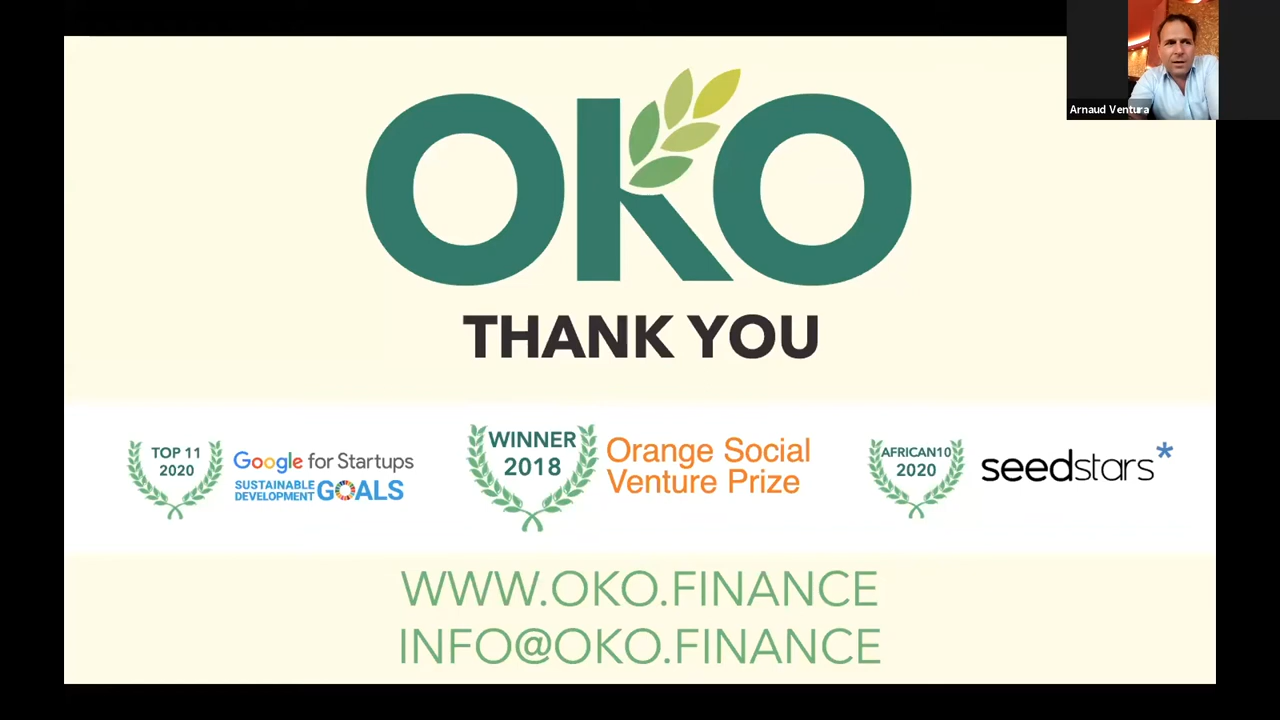 Arnaud Ventura
OKO
THANK YOU
TOP 11
2020
Google for Startups
SUSTAINABLE
DEVELOPMENT
GOALS
WINNER
2018
Orange Social
Venture Prize
AFRICAN10
2020
seedstars*
WWW.OKO.FINANCE
INFO@OKO.FINANCE